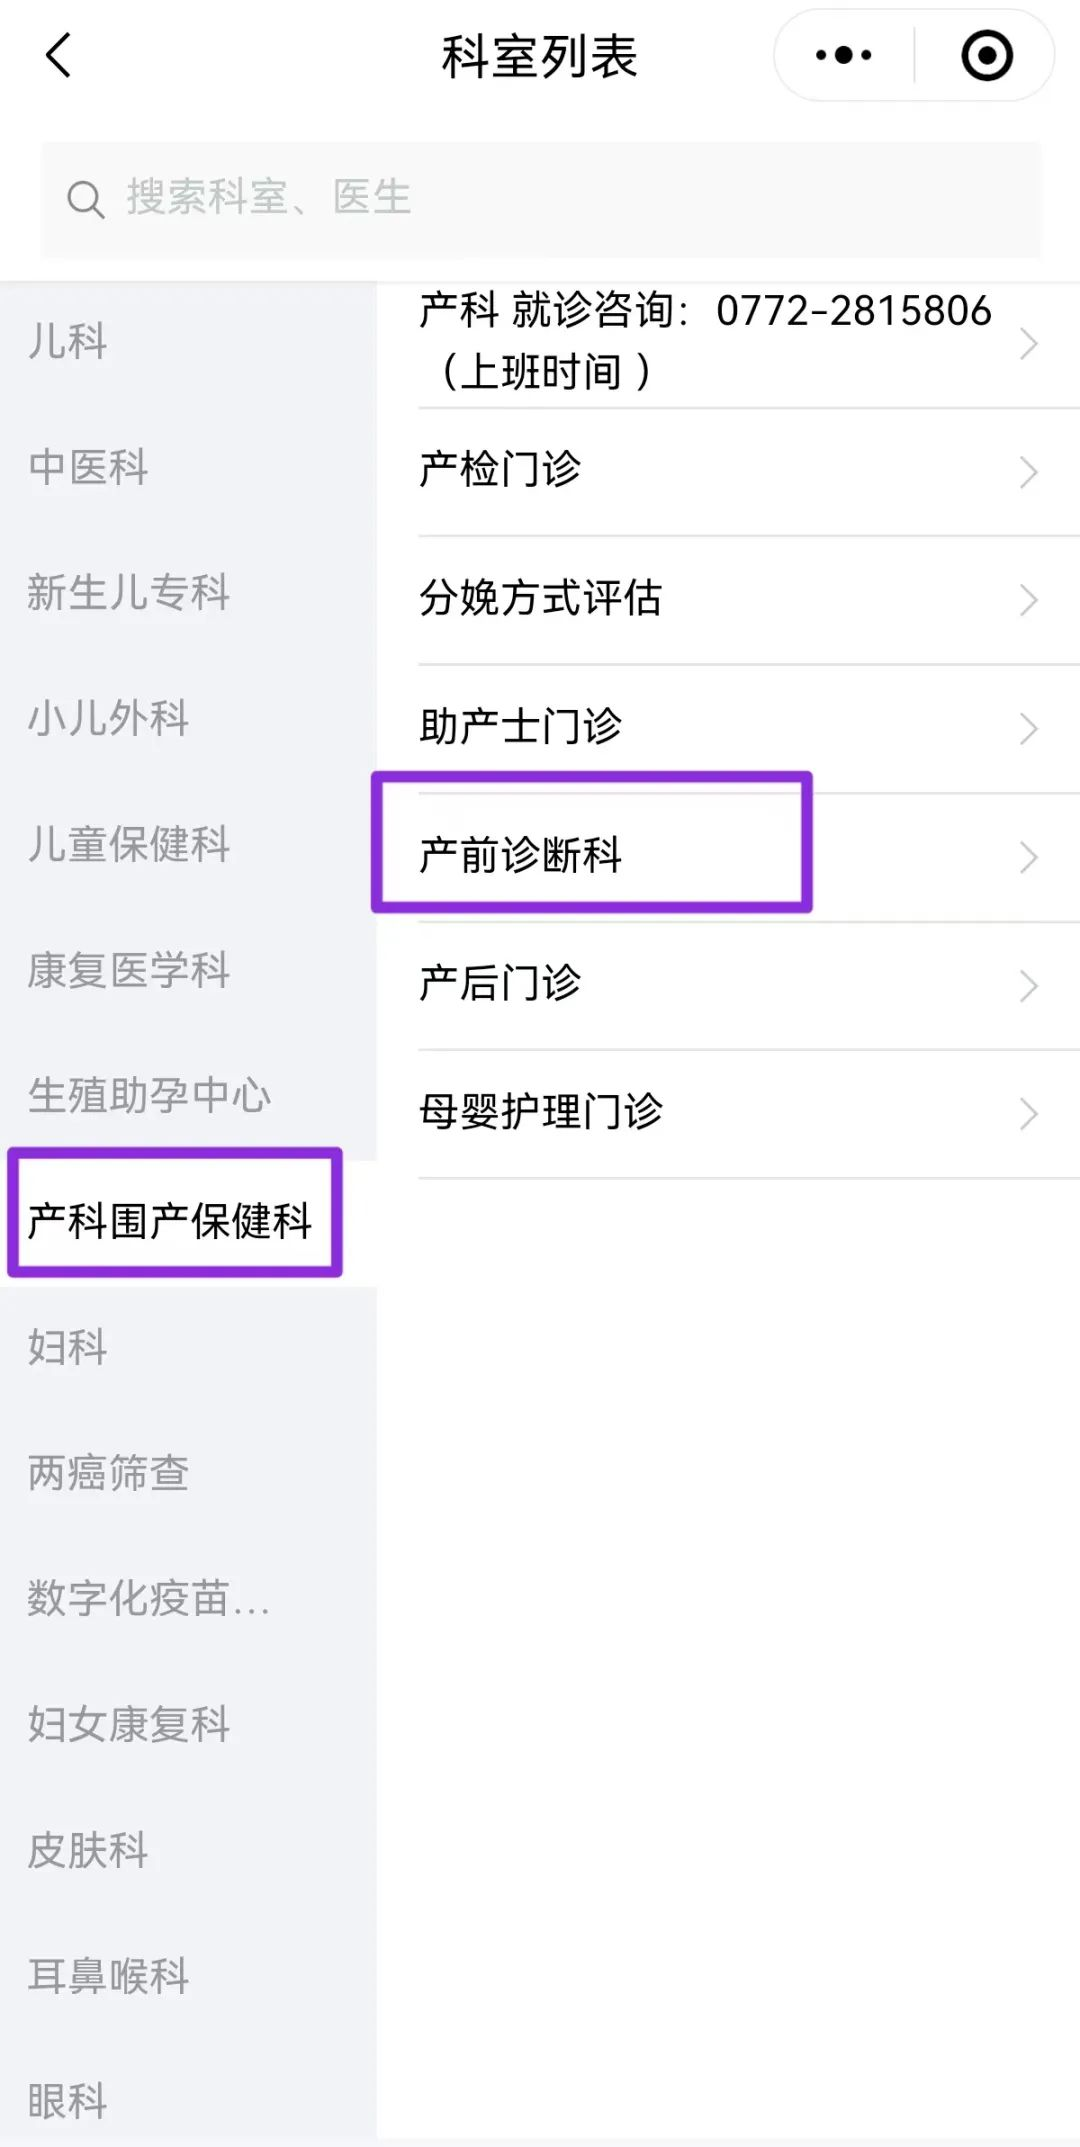 科室列表
搜索科室、医生
儿科
中医科
新生儿专科
小儿外科
儿童保健科
康复医学科
生殖助孕中心
产科围产保健科
妇科
两癌筛查
数字化疫苗...
妇女康复科
皮肤科
耳鼻喉科
眼科
产科 就诊咨询：0772-2815806
（上班时间 ）
产检门诊
分娩方式评估
助产士门诊
产前诊断科
产后门诊
母婴护理门诊